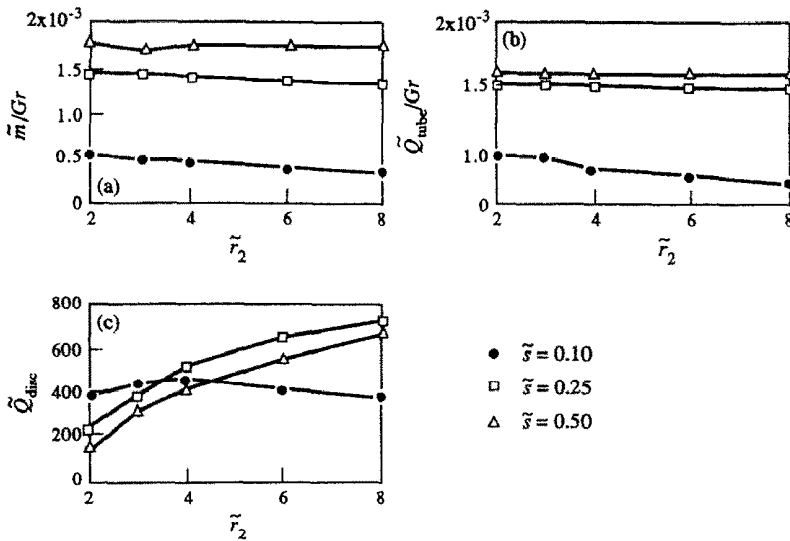 2x10⁻³
1.5
1.0
0.5
0
m̃/Gr
(a)
2 4 6 8
r̃₂
2x10⁻³
1.5
1.0
0
Q̃tube/Gr
(b)
2 4 6 8
r̃₂
800
600
400
200
0
Q̃disc
(c)
2 4 6 8
r̃₂
s̃ = 0.10
s̃ = 0.25
s̃ = 0.50